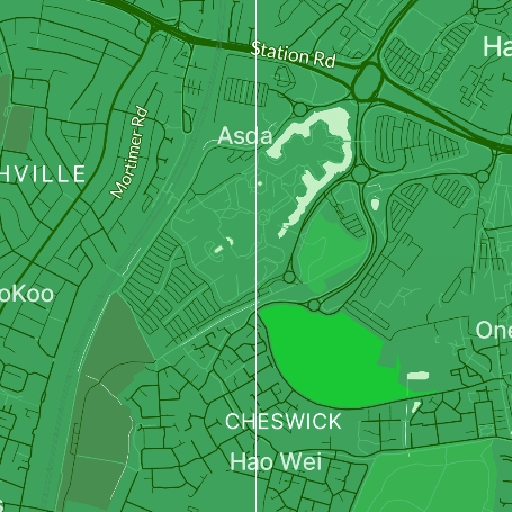 Station Rd
Ha
Asda
Mortimer Rd
HVILLE
oKoo
One
CHESWICK
Hao Wei
s